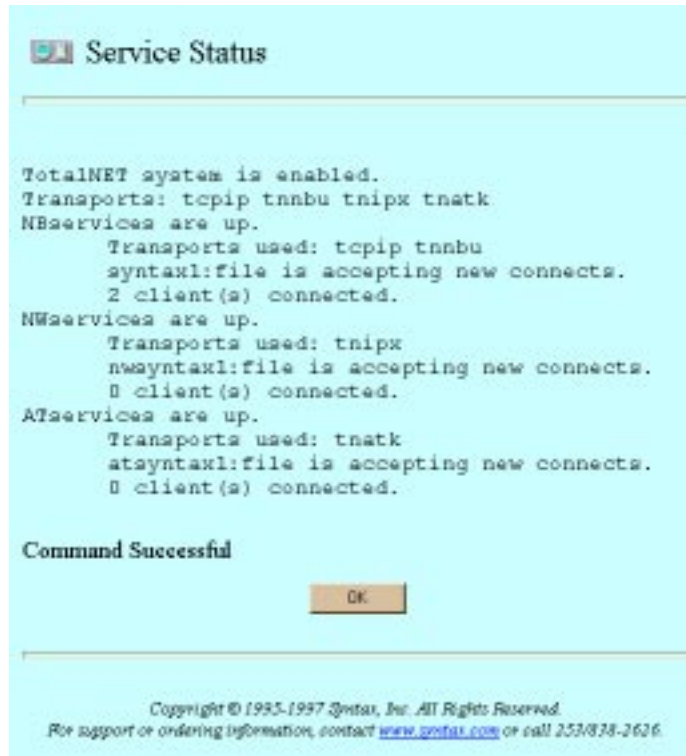 Service Status
TotalNET system is enabled.
Transports: tcpip tnnbu tnipx tnatk
NBservices are up.
Transports used: tcpip tnnbu
syntax1:file is accepting new connects.
2 client(s) connected.
NWservices are up.
Transports used: tnipx
nwsyntax1:file is accepting new connects.
0 client(s) connected.
ATservices are up.
Transports used: tnatk
atsyntax1:file is accepting new connects.
0 client(s) connected.
Command Successful
OK
Copyright © 1995-1997 Syntax, Inc. All Rights Reserved.
For support or ordering information, contact www.syntax.com or call 253/838-2626.